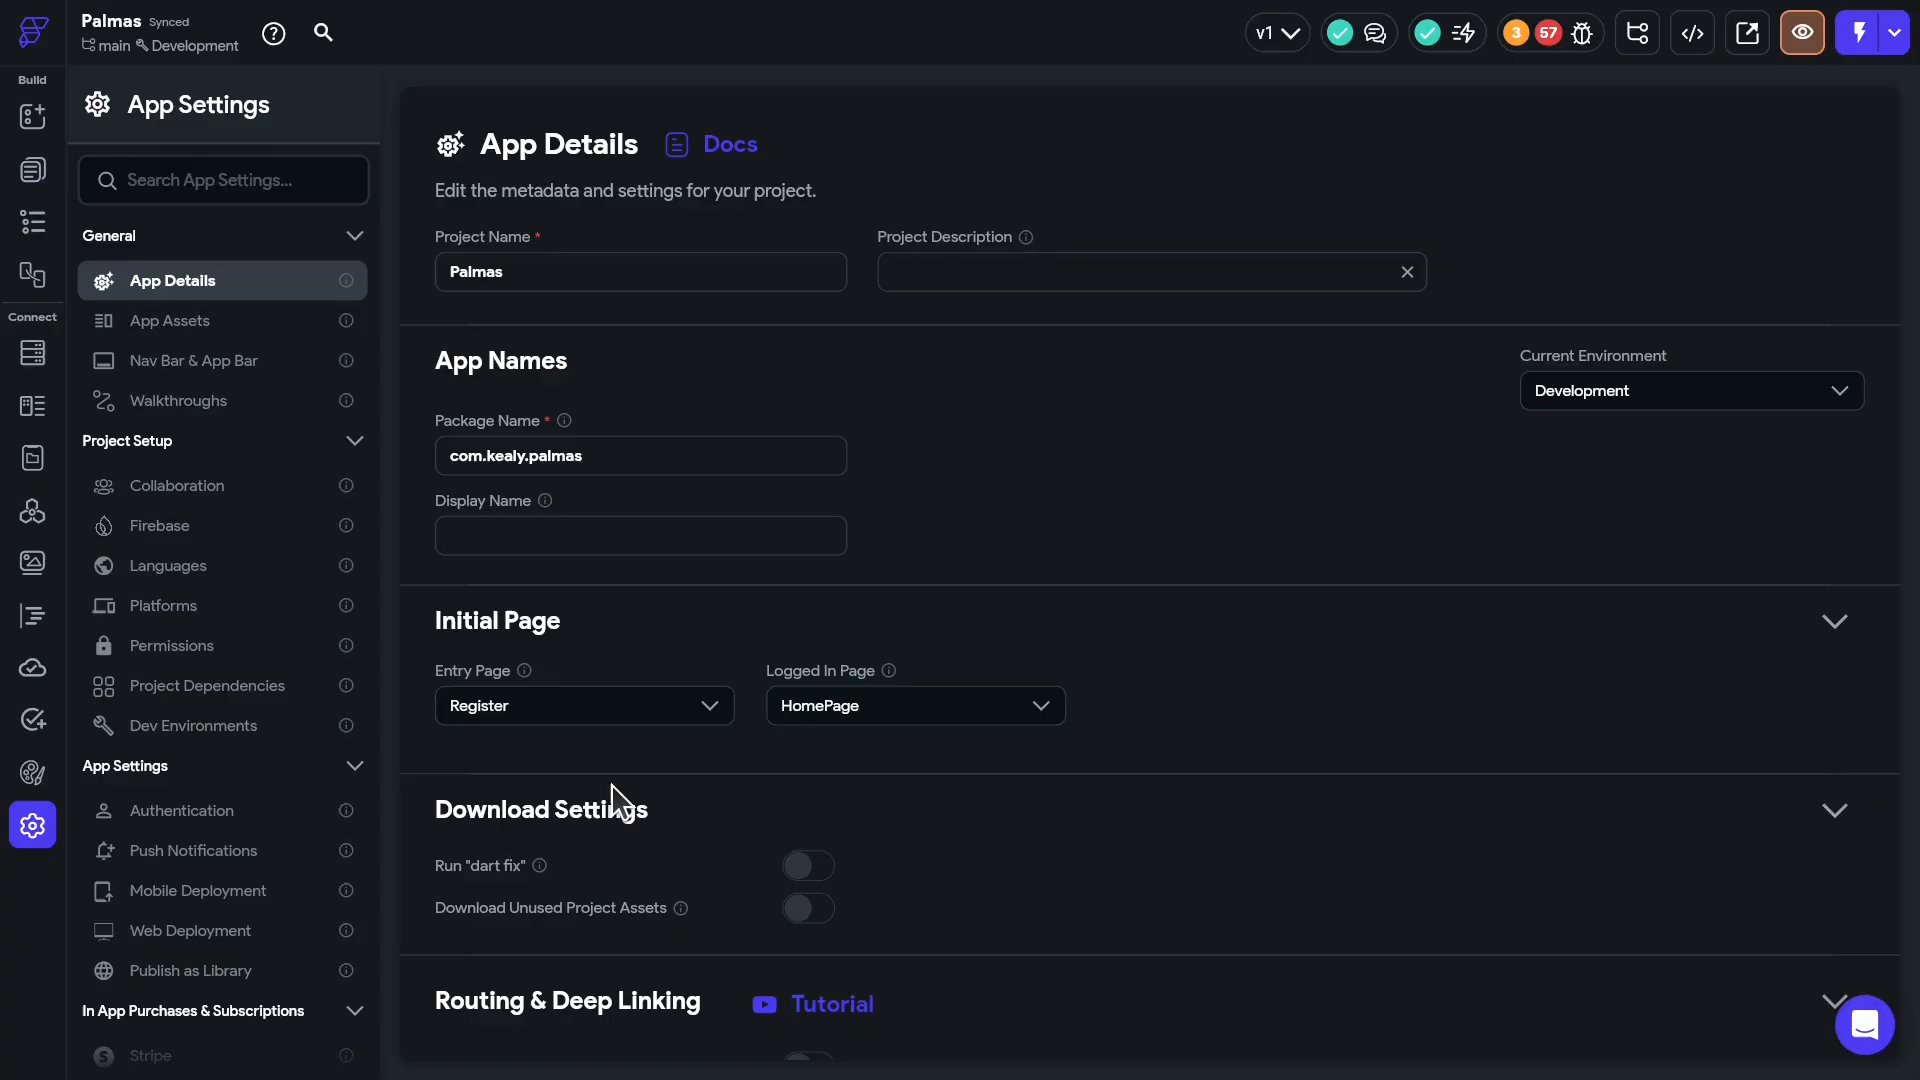 Palmas Synced
main Development
v1
3 57
Build
Connect
App Settings
Search App Settings...
General
App Details
App Assets
Nav Bar & App Bar
Walkthroughs
Project Setup
Collaboration
Firebase
Languages
Platforms
Permissions
Project Dependencies
Dev Environments
App Settings
Authentication
Push Notifications
Mobile Deployment
Web Deployment
Publish as Library
In App Purchases & Subscriptions
Stripe
App Details Docs
Edit the metadata and settings for your project.
Project Name * Project Description
Palmas
App Names
Current Environment
Development
Package Name *
com.kealy.palmas
Display Name
Initial Page
Entry Page Logged In Page
Register HomePage
Download Settings
Run "dart fix"
Download Unused Project Assets
Routing & Deep Linking Tutorial